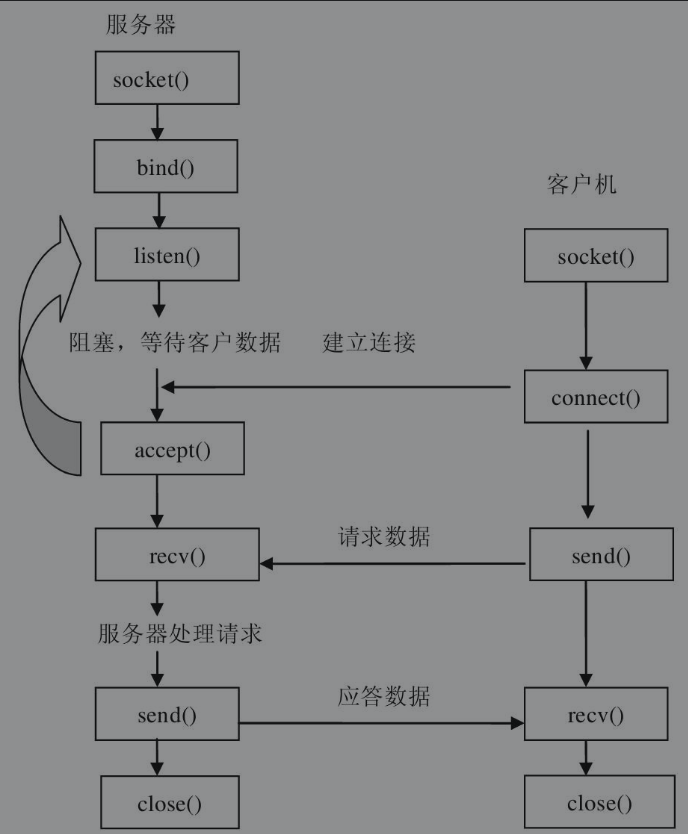 服务器
socket()
bind()
客户机
listen()
socket()
阻塞，等待客户数据 建立连接
connect()
accept()
请求数据
recv()
send()
服务器处理请求
应答数据
send()
recv()
close()
close()